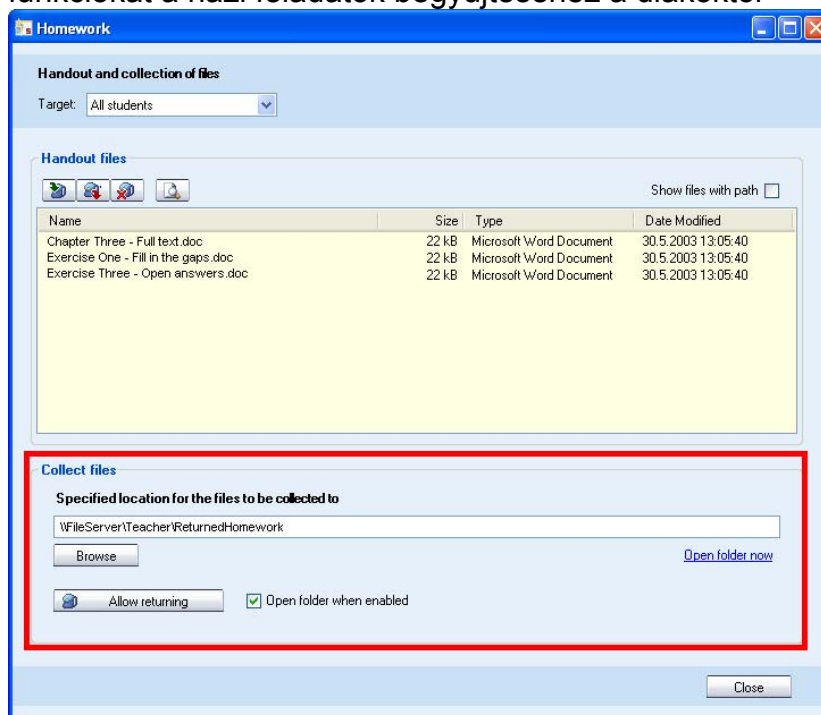 funkciókat a házi feladatok begyűjtéséhez a diákoktól
Homework
Handout and collection of files
Target: All students
Handout files
Show files with path
Name Size Type Date Modified
Chapter Three - Full text.doc 22 kB Microsoft Word Document 30.5.2003 13:05:40
Exercise One - Fill in the gaps.doc 22 kB Microsoft Word Document 30.5.2003 13:05:40
Exercise Three - Open answers.doc 22 kB Microsoft Word Document 30.5.2003 13:05:40
Collect files
Specified location for the files to be collected to
\\FileServer\Teacher\ReturnedHomework
Browse Open folder now
Allow returning Open folder when enabled
Close